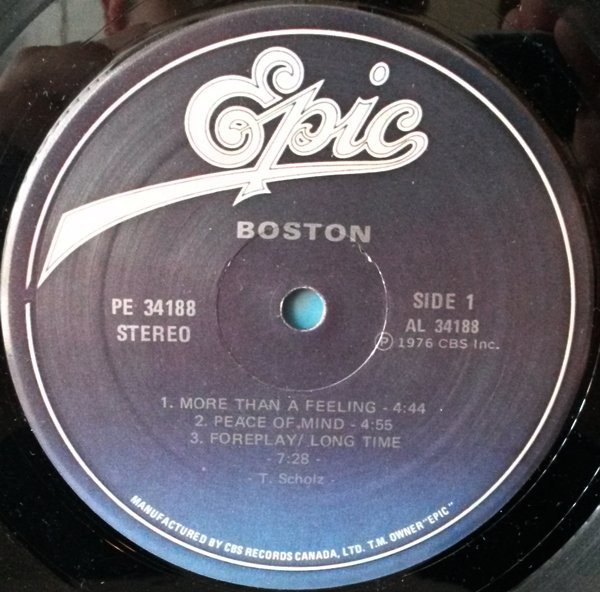 Epic
BOSTON
PE 34188
STEREO
SIDE 1
AL 34188
Ⓟ 1976 CBS Inc.
1. MORE THAN A FEELING - 4:44
2. PEACE OF MIND - 4:55
3. FOREPLAY/ LONG TIME
- 7:28 -
- T. Scholz -
MANUFACTURED BY CBS RECORDS CANADA, LTD. T.M. OWNER "EPIC"